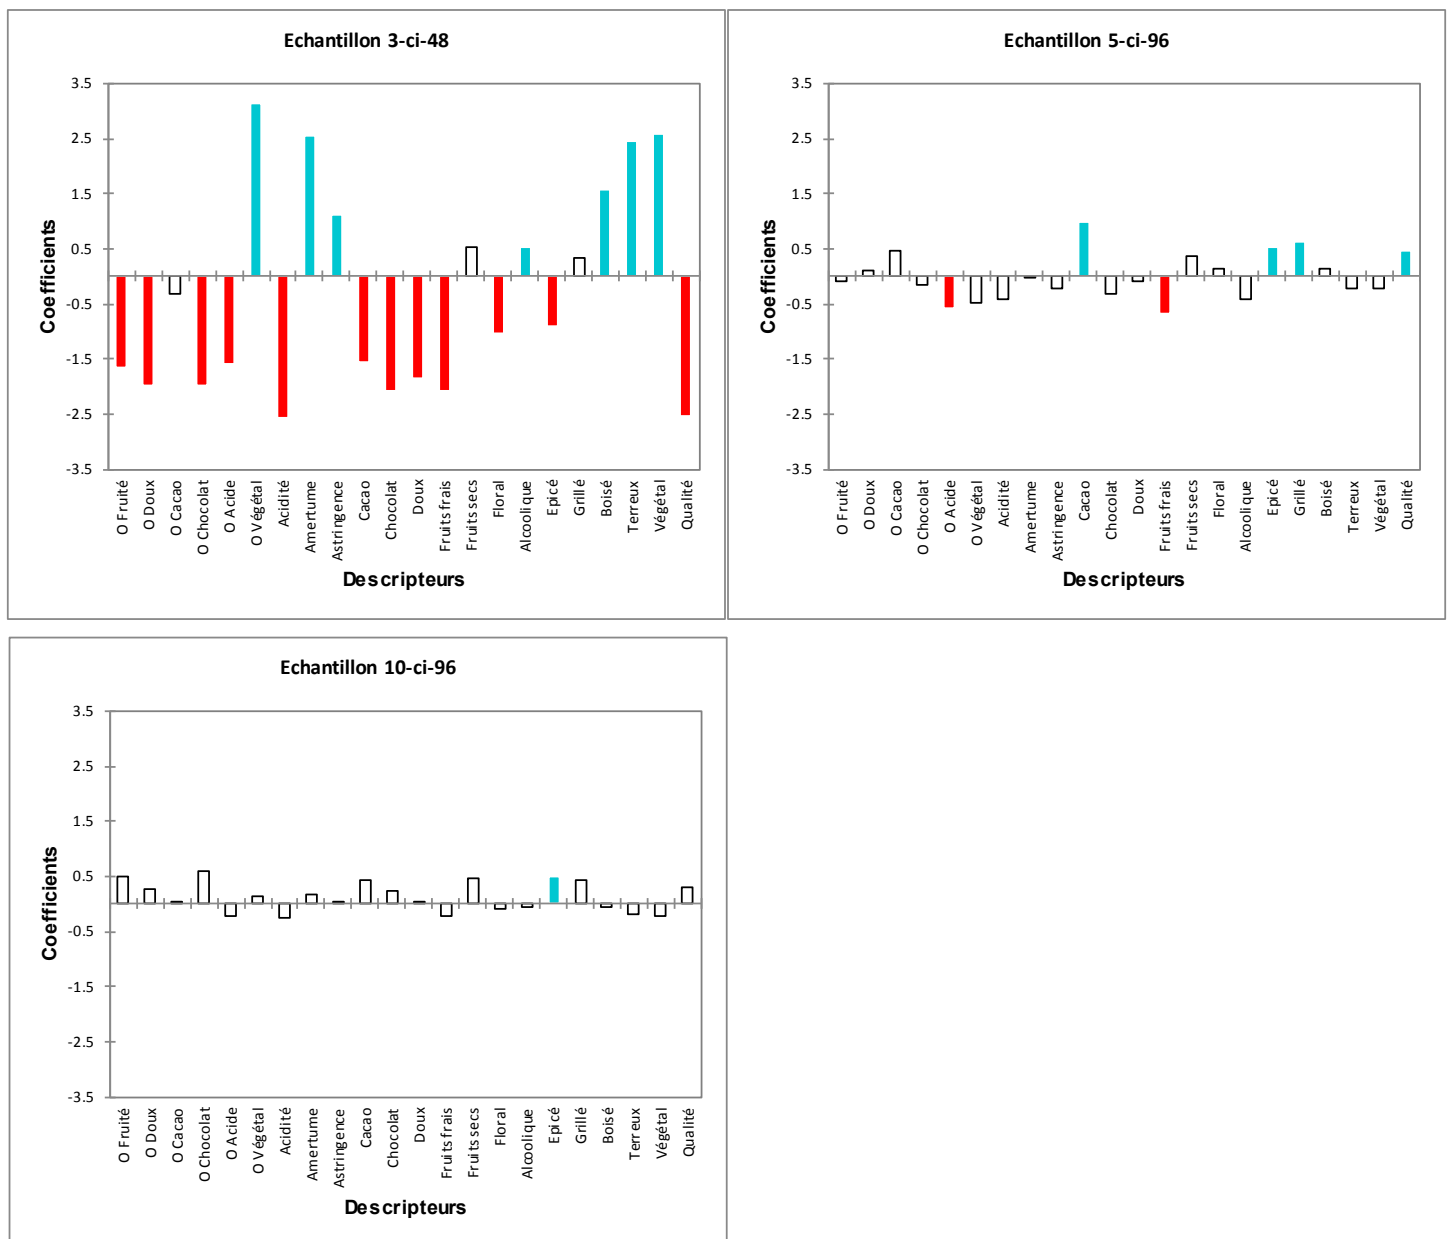 Echantillon 3-ci-48
3.5
2.5
1.5
0.5
-0.5
-1.5
-2.5
-3.5
Coefficients
O Fruité
O Doux
O Cacao
O Chocolat
O Acide
O Végétal
Acidité
Amertume
Astringence
Cacao
Chocolat
Doux
Fruits frais
Fruits secs
Floral
Alcoolique
Epicé
Grillé
Boisé
Terreux
Végétal
Qualité
Descripteurs
Echantillon 5-ci-96
3.5
2.5
1.5
0.5
-0.5
-1.5
-2.5
-3.5
Coefficients
O Fruité
O Doux
O Cacao
O Chocolat
O Acide
O Végétal
Acidité
Amertume
Astringence
Cacao
Chocolat
Doux
Fruits frais
Fruits secs
Floral
Alcoolique
Epicé
Grillé
Boisé
Terreux
Végétal
Qualité
Descripteurs
Echantillon 10-ci-96
3.5
2.5
1.5
0.5
-0.5
-1.5
-2.5
-3.5
Coefficients
O Fruité
O Doux
O Cacao
O Chocolat
O Acide
O Végétal
Acidité
Amertume
Astringence
Cacao
Chocolat
Doux
Fruits frais
Fruits secs
Floral
Alcoolique
Epicé
Grillé
Boisé
Terreux
Végétal
Qualité
Descripteurs